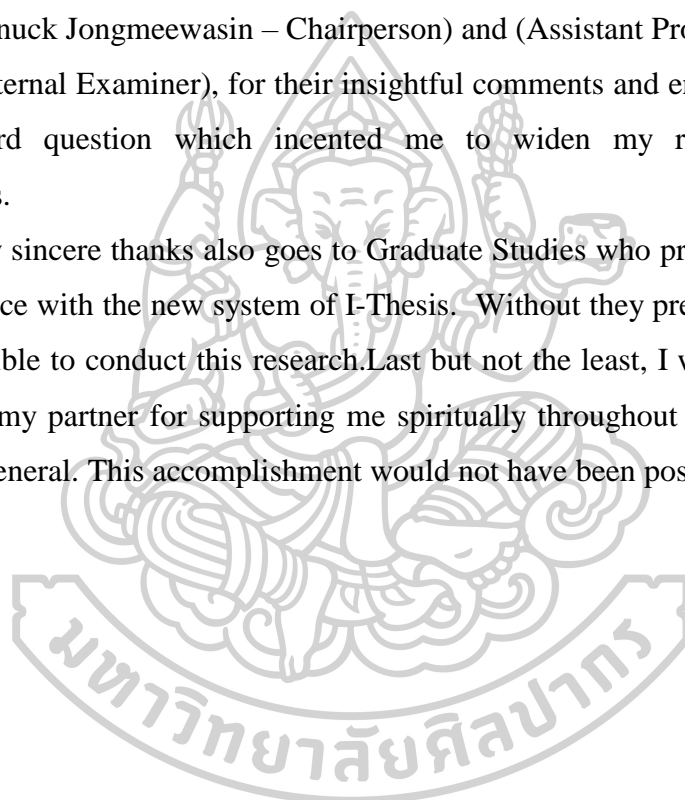 nuck Jongmeewasin – Chairperson) and (Assistant Pro
ternal Examiner), for their insightful comments and e
rd question which incented me to widen my r
s.
sincere thanks also goes to Graduate Studies who pr
ce with the new system of I-Thesis. Without they pre
ible to conduct this research.Last but not the least, I
my partner for supporting me spiritually throughout
eneral. This accomplishment would not have been pos
มหาวิทยาลัยศิลปากร